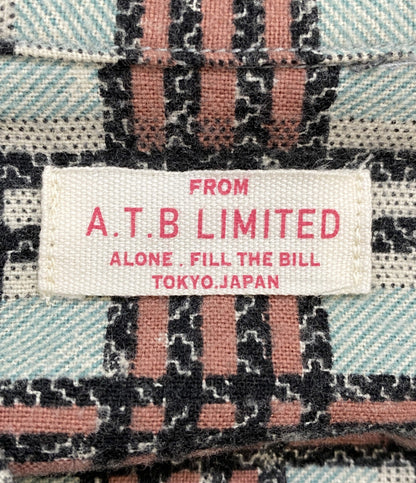 FROM
A.T.B LIMITED
ALONE . FILL THE BILL
TOKYO.JAPAN